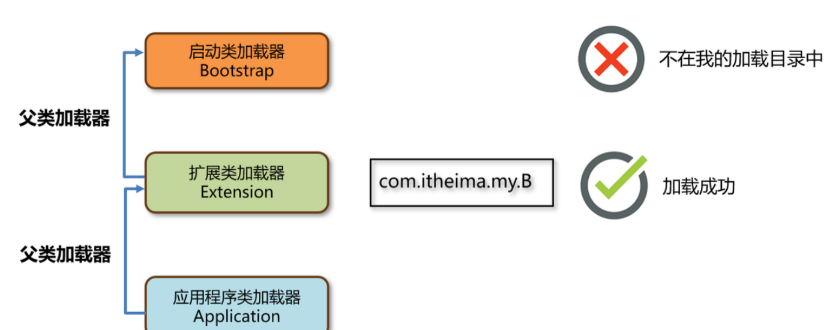 启动类加载器
Bootstrap
不在我的加载目录中
父类加载器
扩展类加载器
Extension
com.itheima.my.B
加载成功
父类加载器
应用程序类加载器
Application